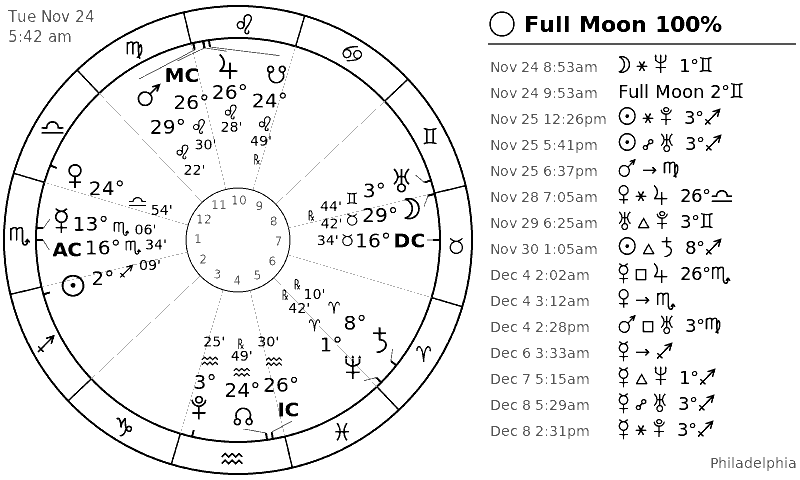 Tue Nov 24
5:42 am
Full Moon 100%
Nov 24 8:53am ☽ ⚹ ♆ 1°♊
Nov 24 9:53am Full Moon 2°♊
Nov 25 12:26pm ☉ ⚹ ♇ 3°♐
Nov 25 5:41pm ☉ ☍ ♅ 3°♐
Nov 25 6:37pm ♂ → ♍
Nov 28 7:05am ♀ ⚹ ♃ 26°♎
Nov 29 6:25am ♅ △ ♇ 3°♊
Nov 30 1:05am ☉ △ ♄ 8°♐
Dec 4 2:02am ☿ □ ♃ 26°♏
Dec 4 3:12am ♀ → ♏
Dec 4 2:28pm ♂ □ ♅ 3°♍
Dec 6 3:33am ☿ → ♐
Dec 7 5:15am ☿ △ ♆ 1°♐
Dec 8 5:29am ☿ ☍ ♅ 3°♐
Dec 8 2:31pm ☿ ⚹ ♇ 3°♐
Philadelphia
♌
♍
♋
♎
♊
♏
♉
♐
♈
♑
♓
♒
♂ 29° ♌ 22'
MC 26° ♌ 30'
♃ 26° ♌ 28'
☋ 24° ♌ 49' ℞
♀ 24° ♎ 54'
☿ 13° ♏ 06'
AC 16° ♏ 34'
☉ 2° ♐ 09'
℞ 44' ♊ 3° ♅
42' ♉ 29° ☽
34' ♉ 16° DC
℞ 10' ♈ 8° ♄
℞ 42' ♈ 1° ♆
25' ♒ 3° ♇
℞ 49' ♒ 24° ☊
30' ♒ 26° IC
11 10 9
12 8
1 7
2 6
3 4 5